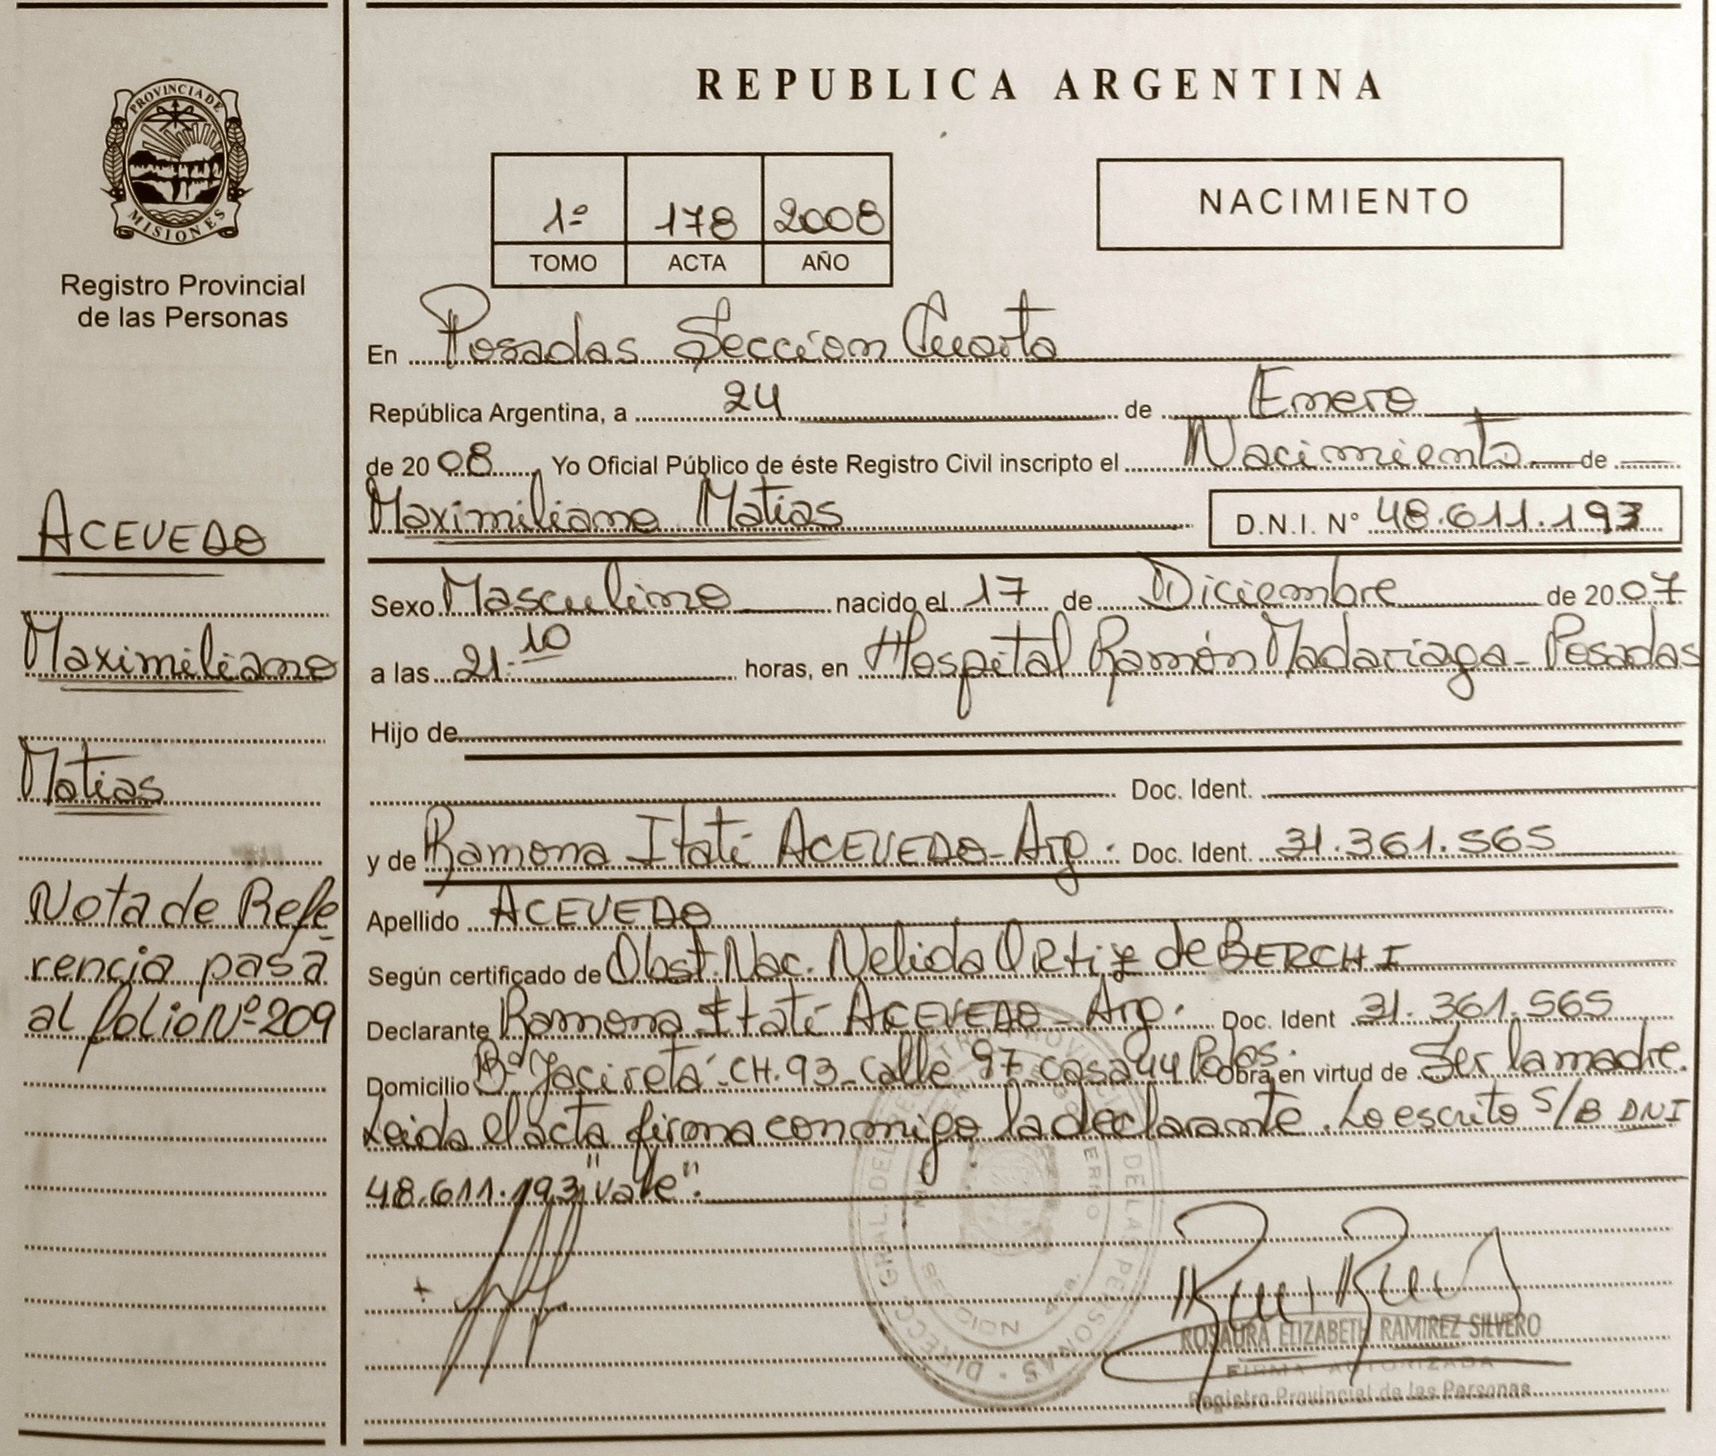 PROVINCIA DE
MISIONES
Registro Provincial
de las Personas
ACEVEDO
Maximiliano
Matias
Nota de Refe
rencia pasa
al folio Nº 209
REPUBLICA ARGENTINA
1º 178 2008
TOMO ACTA AÑO
NACIMIENTO
En Posadas Seccion Cuarta
República Argentina, a 24 de Enero
de 2008 Yo Oficial Público de éste Registro Civil inscripto el Nacimiento de
Maximiliano Matias D.N.I. N° 48.611.193
Sexo Masculino nacido el 17 de Diciembre de 2007
a las 21.10 horas, en Hospital Ramón Madariaga - Posadas
Hijo de
Doc. Ident.
y de Ramona Itatí ACEVEDO - Arg. Doc. Ident. 31.361.565
Apellido ACEVEDO
Según certificado de Obst. Nac. Nelida Ortiz de BERCHI
Declarante Ramona Itatí ACEVEDO - Arg. Doc. Ident 31.361.565
Domicilio Bº Jacireta - CH. 93 - Calle 97 - casa 44 Pdas. Obra en virtud de Ser la madre.
Leida el acta firma conmigo la declarante. Lo escrito S/B DNI
48.611.193 "vale".
ROSAURA ELIZABETH RAMIREZ SILVERO
FIRMA AUTORIZADA
Registro Provincial de las Personas